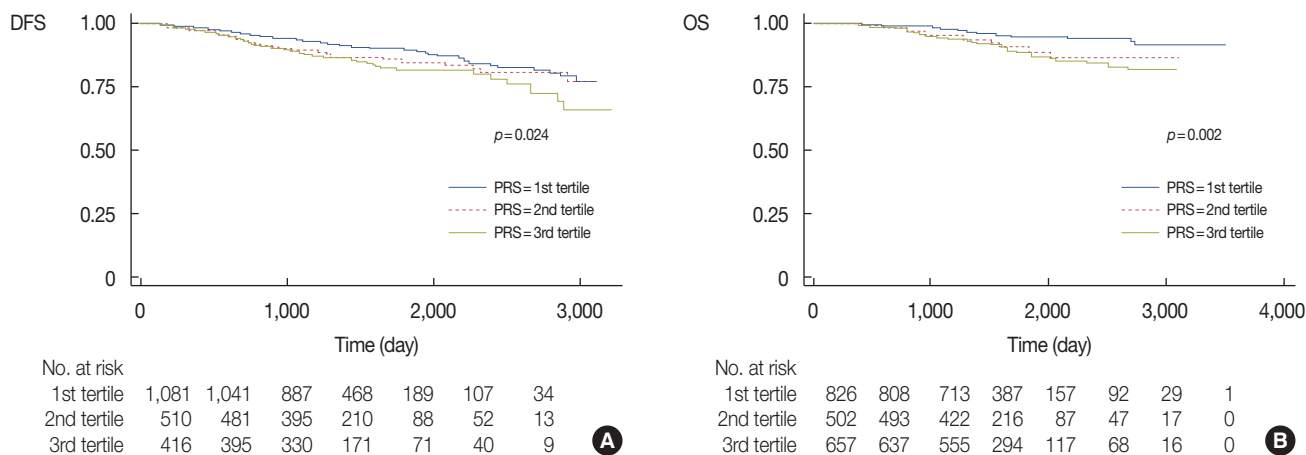 DFS
1.00
0.75
0.50
0.25
0
p=0.024
PRS=1st tertile
PRS=2nd tertile
PRS=3rd tertile
0 1,000 2,000 3,000
Time (day)
No. at risk
1st tertile 1,081 1,041 887 468 189 107 34
2nd tertile 510 481 395 210 88 52 13
3rd tertile 416 395 330 171 71 40 9
A
OS
1.00
0.75
0.50
0.25
0
p=0.002
PRS=1st tertile
PRS=2nd tertile
PRS=3rd tertile
0 1,000 2,000 3,000 4,000
Time (day)
No. at risk
1st tertile 826 808 713 387 157 92 29 1
2nd tertile 502 493 422 216 87 47 17 0
3rd tertile 657 637 555 294 117 68 16 0
B